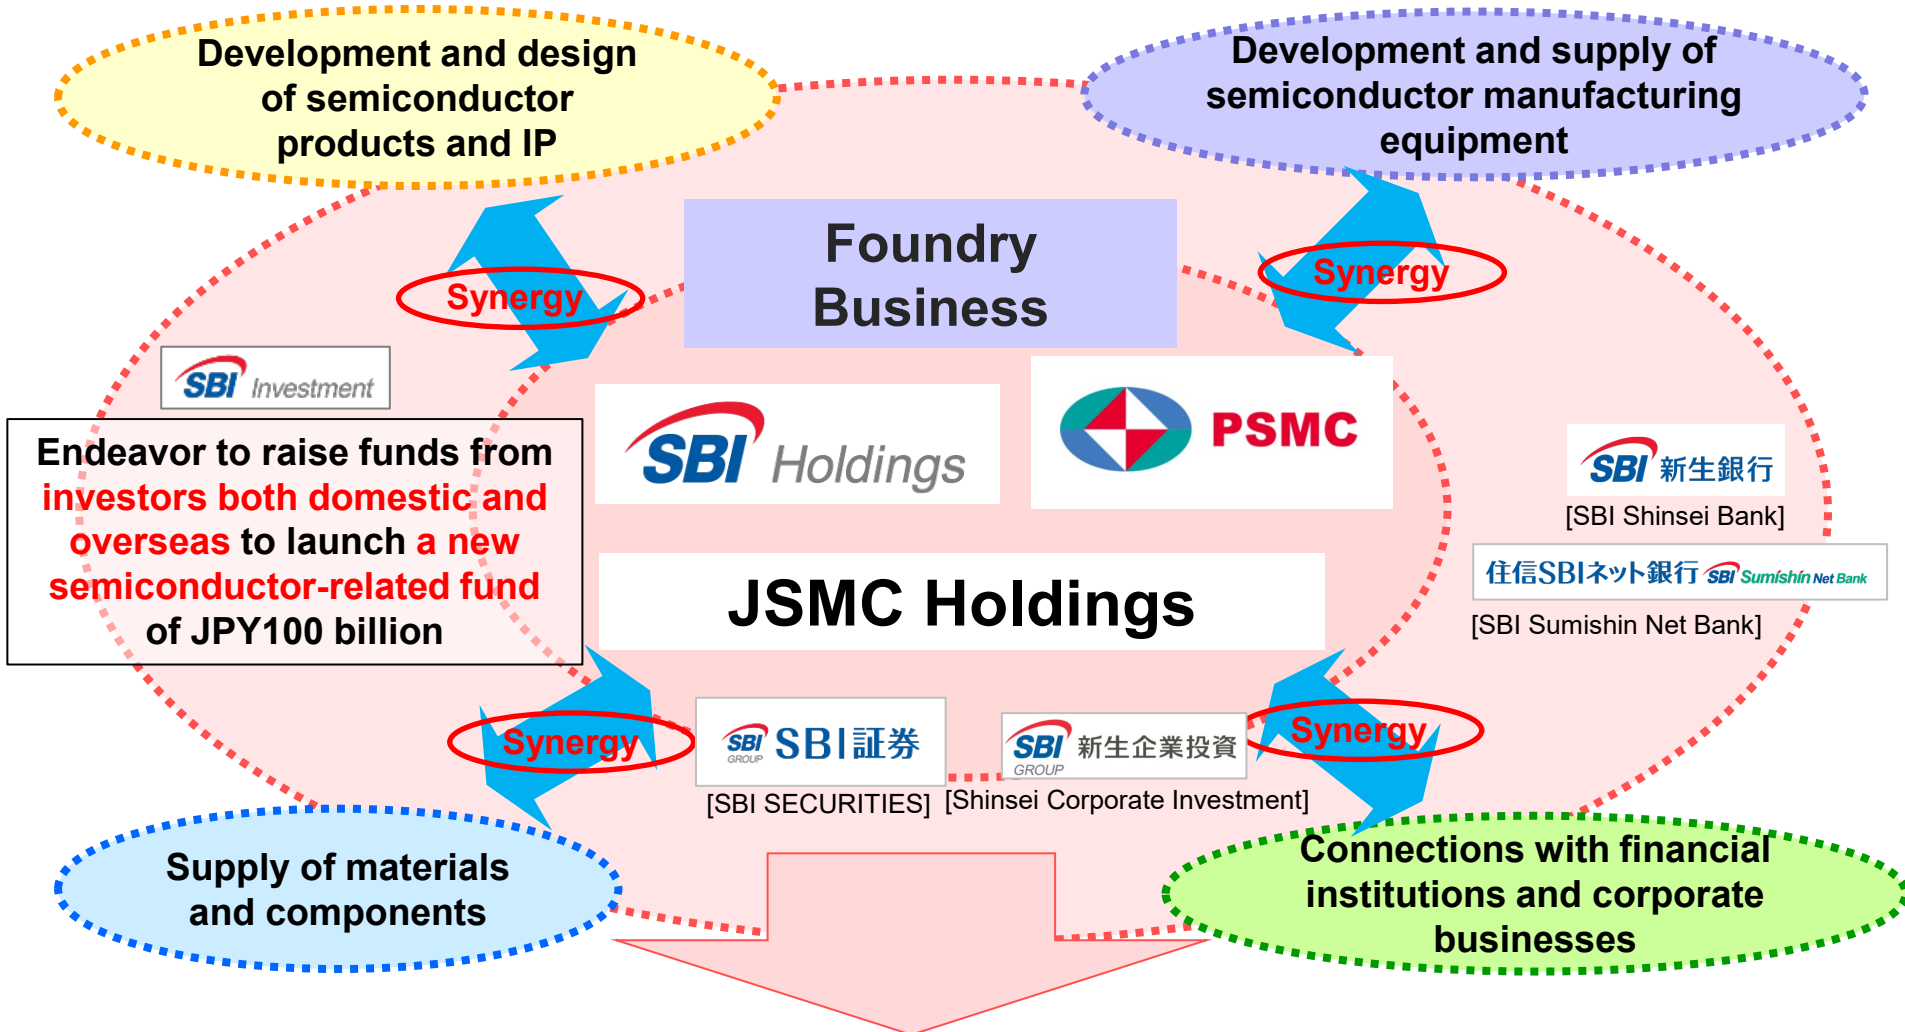 Development and design
of semiconductor
products and IP
Development and supply of
semiconductor manufacturing
equipment
Foundry
Business
Synergy
Synergy
SBI Investment
Endeavor to raise funds from
investors both domestic and
overseas to launch a new
semiconductor-related fund
of JPY100 billion
SBI Holdings
PSMC
SBI 新生銀行
[SBI Shinsei Bank]
住信SBIネット銀行 SBI Sumishin Net Bank
[SBI Sumishin Net Bank]
JSMC Holdings
Synergy
Synergy
SBI GROUP SBI証券
[SBI SECURITIES]
SBI GROUP 新生企業投資
[Shinsei Corporate Investment]
Supply of materials
and components
Connections with financial
institutions and corporate
businesses